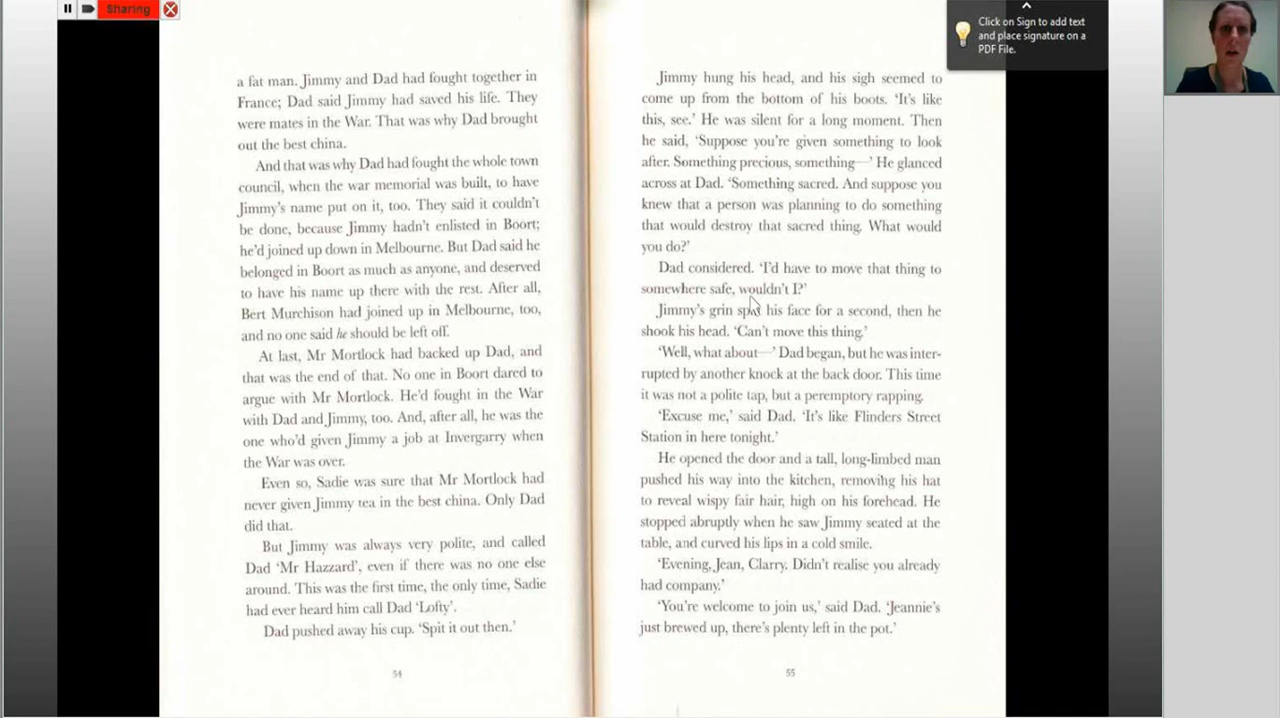 Sharing
Click on Sign to add text
and place signature on a
PDF File.
a fat man. Jimmy and Dad had fought together in
France; Dad said Jimmy had saved his life. They
were mates in the War. That was why Dad brought
out the best china.
And that was why Dad had fought the whole town
council, when the war memorial was built, to have
Jimmy's name put on it, too. They said it couldn't
be done, because Jimmy hadn't enlisted in Boort;
he'd joined up down in Melbourne. But Dad said he
belonged in Boort as much as anyone, and deserved
to have his name up there with the rest. After all,
Bert Murchison had joined up in Melbourne, too,
and no one said he should be left off.
At last, Mr Mortlock had backed up Dad, and
that was the end of that. No one in Boort dared to
argue with Mr Mortlock. He'd fought in the War
with Dad and Jimmy, too. And, after all, he was the
one who'd given Jimmy a job at Invergarry when
the War was over.
Even so, Sadie was sure that Mr Mortlock had
never given Jimmy tea in the best china. Only Dad
did that.
But Jimmy was always very polite, and called
Dad 'Mr Hazzard', even if there was no one else
around. This was the first time, the only time, Sadie
had ever heard him call Dad 'Lofty'.
Dad pushed away his cup. 'Spit it out then.'
54
Jimmy hung his head, and his sigh seemed to
come up from the bottom of his boots. 'It's like
this, see.' He was silent for a long moment. Then
he said, 'Suppose you're given something to look
after. Something precious, something—' He glanced
across at Dad. 'Something sacred. And suppose you
knew that a person was planning to do something
that would destroy that sacred thing. What would
you do?'
Dad considered. 'I'd have to move that thing to
somewhere safe, wouldn't I?'
Jimmy's grin split his face for a second, then he
shook his head. 'Can't move this thing.'
'Well, what about—' Dad began, but he was inter-
rupted by another knock at the back door. This time
it was not a polite tap, but a peremptory rapping.
'Excuse me,' said Dad. 'It's like Flinders Street
Station in here tonight.'
He opened the door and a tall, long-limbed man
pushed his way into the kitchen, removing his hat
to reveal wispy fair hair, high on his forehead. He
stopped abruptly when he saw Jimmy seated at the
table, and curved his lips in a cold smile.
'Evening, Jean, Clarry. Didn't realise you already
had company.'
'You're welcome to join us,' said Dad. 'Jeannie's
just brewed up, there's plenty left in the pot.'
55